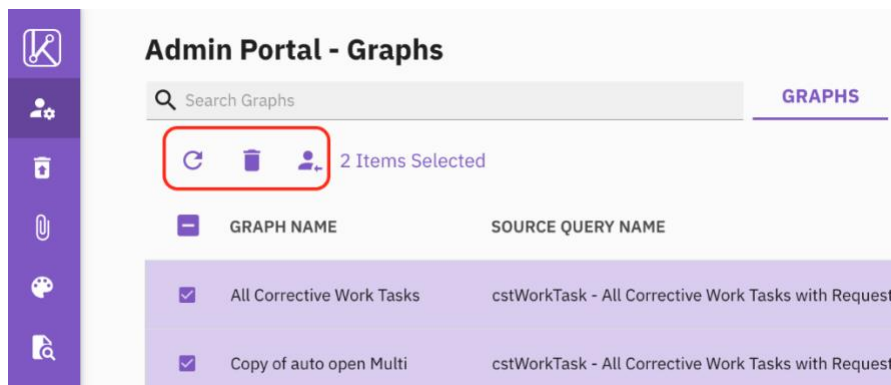 Admin Portal - Graphs
Search Graphs
GRAPHS
2 Items Selected
GRAPH NAME SOURCE QUERY NAME
All Corrective Work Tasks cstWorkTask - All Corrective Work Tasks with Request
Copy of auto open Multi cstWorkTask - All Corrective Work Tasks with Request